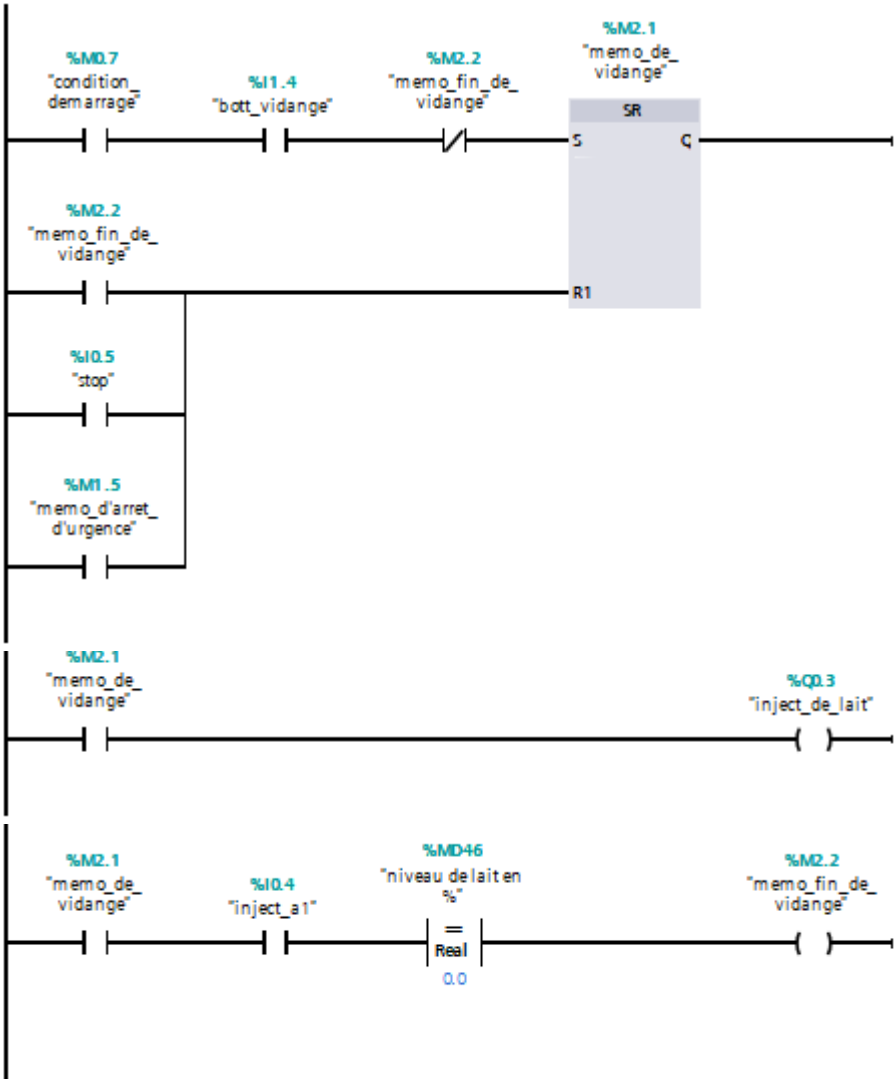 %M2.1
"memo_de_
vidange"
%M0.7
"condition_
demarrage"
%I1.4
"bott_vidange"
%M2.2
"memo_fin_de_
vidange"
SR
S
Q
%M2.2
"memo_fin_de_
vidange"
R1
%I0.5
"stop"
%M1.5
"memo_d'arret_
d'urgence"
%M2.1
"memo_de_
vidange"
%Q0.3
"inject_de_lait"
%M2.1
"memo_de_
vidange"
%I0.4
"inject_a1"
%MD46
"niveau de lait en
%"
==
Real
0.0
%M2.2
"memo_fin_de_
vidange"